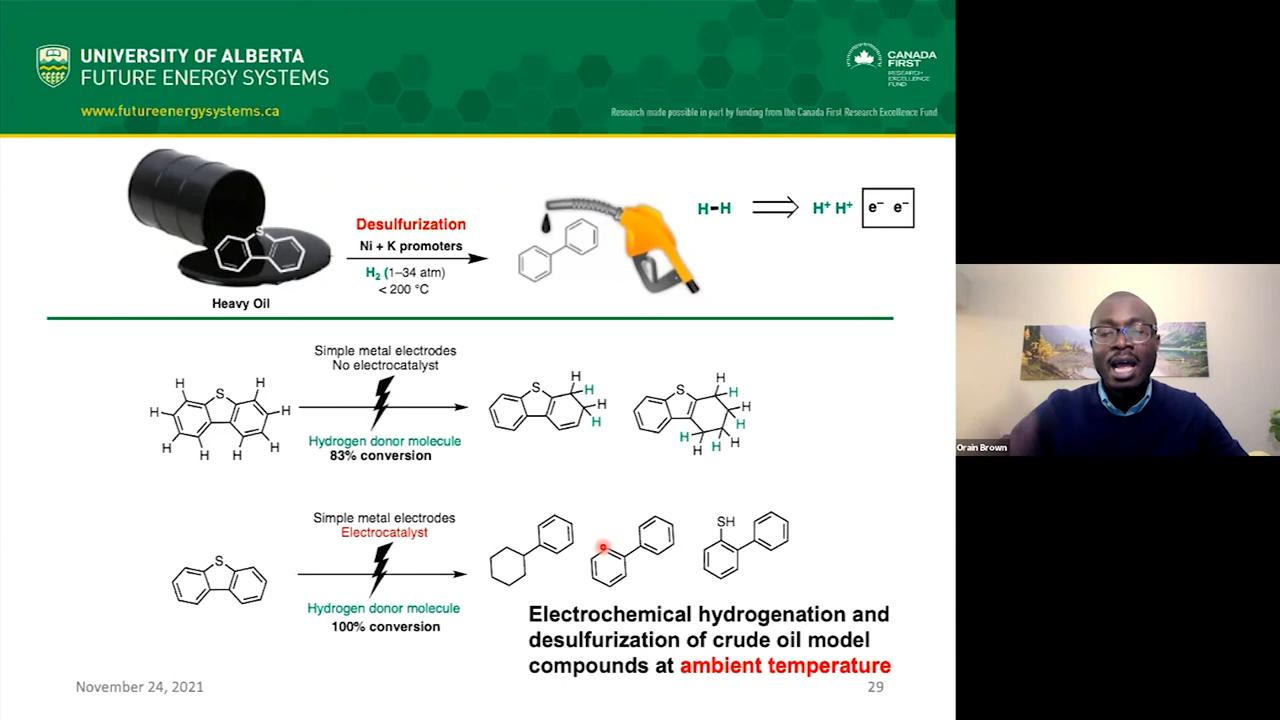 UNIVERSITY OF ALBERTA
FUTURE ENERGY SYSTEMS
www.futureenergysystems.ca
CANADA
FIRST
RESEARCH
EXCELLENCE
FUND
Research made possible in part by funding from the Canada First Research Excellence Fund
Desulfurization
Ni + K promoters
H₂ (1–34 atm)
< 200 °C
S
Heavy Oil
H–H
H⁺ H⁺
e⁻ e⁻
Simple metal electrodes
No electrocatalyst
Hydrogen donor molecule
83% conversion
H
H
S
H
H
H
H
H
H
S
H
H
H
H
S
H
H
H
H
H
H
H
H
Simple metal electrodes
Electrocatalyst
Hydrogen donor molecule
100% conversion
S
SH
Electrochemical hydrogenation and
desulfurization of crude oil model
compounds at ambient temperature
November 24, 2021
29
Orain Brown